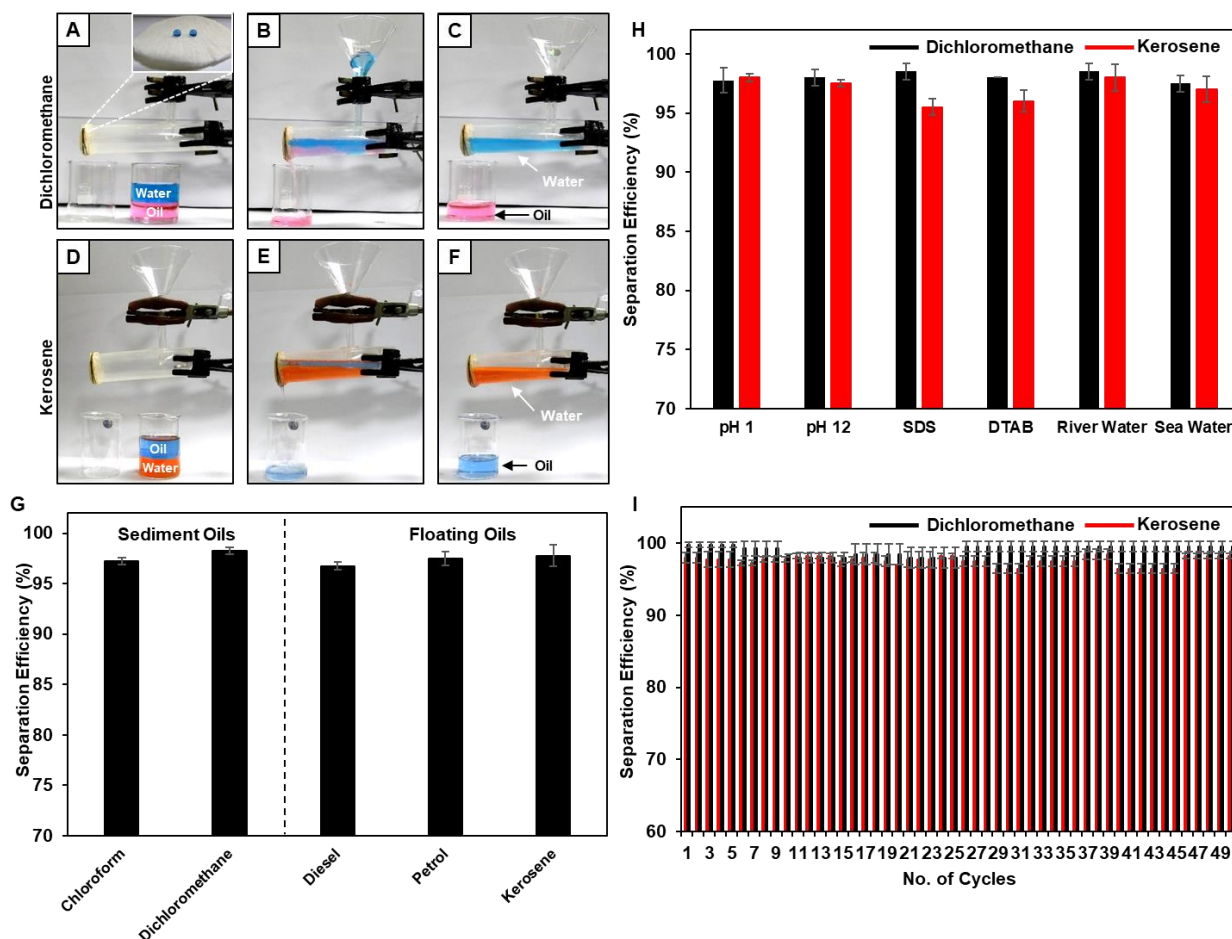 A
B
C
Dichloromethane
Water
Oil
Water
Oil
D
E
F
Kerosene
Oil
Water
Water
Oil
G
Sediment Oils
Floating Oils
Separation Efficiency (%)
100
95
90
85
80
75
70
Chloroform
Dichloromethane
Diesel
Petrol
Kerosene
H
Dichloromethane
Kerosene
Separation Efficiency (%)
100
95
90
85
80
75
70
pH 1
pH 12
SDS
DTAB
River Water
Sea Water
I
Dichloromethane
Kerosene
Separation Efficiency (%)
100
90
80
70
60
1 3 5 7 9 11 13 15 17 19 21 23 25 27 29 31 33 35 37 39 41 43 45 47 49
No. of Cycles